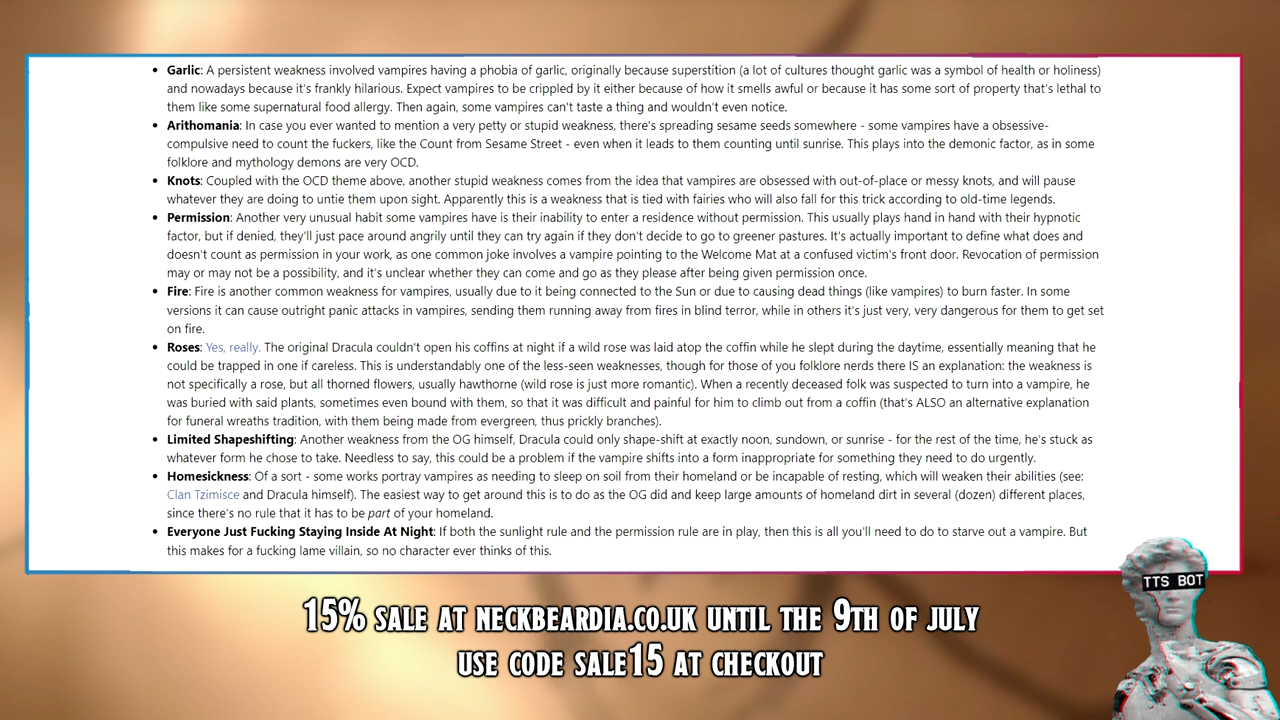 • Garlic: A persistent weakness involved vampires having a phobia of garlic, originally because superstition (a lot of cultures thought garlic was a symbol of health or holiness)
and nowadays because it's frankly hilarious. Expect vampires to be crippled by it either because of how it smells awful or because it has some sort of property that's lethal to
them like some supernatural food allergy. Then again, some vampires can't taste a thing and wouldn't even notice.
• Arithomania: In case you ever wanted to mention a very petty or stupid weakness, there's spreading sesame seeds somewhere - some vampires have a obsessive-
compulsive need to count the fuckers, like the Count from Sesame Street - even when it leads to them counting until sunrise. This plays into the demonic factor, as in some
folklore and mythology demons are very OCD.
• Knots: Coupled with the OCD theme above, another stupid weakness comes from the idea that vampires are obsessed with out-of-place or messy knots, and will pause
whatever they are doing to untie them upon sight. Apparently this is a weakness that is tied with fairies who will also fall for this trick according to old-time legends.
• Permission: Another very unusual habit some vampires have is their inability to enter a residence without permission. This usually plays hand in hand with their hypnotic
factor, but if denied, they'll just pace around angrily until they can try again if they don't decide to go to greener pastures. It's actually important to define what does and
doesn't count as permission in your work, as one common joke involves a vampire pointing to the Welcome Mat at a confused victim's front door. Revocation of permission
may or may not be a possibility, and it's unclear whether they can come and go as they please after being given permission once.
• Fire: Fire is another common weakness for vampires, usually due to it being connected to the Sun or due to causing dead things (like vampires) to burn faster. In some
versions it can cause outright panic attacks in vampires, sending them running away from fires in blind terror, while in others it's just very, very dangerous for them to get set
on fire.
• Roses: Yes, really. The original Dracula couldn't open his coffins at night if a wild rose was laid atop the coffin while he slept during the daytime, essentially meaning that he
could be trapped in one if careless. This is understandably one of the less-seen weaknesses, though for those of you folklore nerds there IS an explanation: the weakness is
not specifically a rose, but all thorned flowers, usually hawthorne (wild rose is just more romantic). When a recently deceased folk was suspected to turn into a vampire, he
was buried with said plants, sometimes even bound with them, so that it was difficult and painful for him to climb out from a coffin (that's ALSO an alternative explanation
for funeral wreaths tradition, with them being made from evergreen, thus prickly branches).
• Limited Shapeshifting: Another weakness from the OG himself, Dracula could only shape-shift at exactly noon, sundown, or sunrise - for the rest of the time, he's stuck as
whatever form he chose to take. Needless to say, this could be a problem if the vampire shifts into a form inappropriate for something they need to do urgently.
• Homesickness: Of a sort - some works portray vampires as needing to sleep on soil from their homeland or be incapable of resting, which will weaken their abilities (see:
Clan Tzimisce and Dracula himself). The easiest way to get around this is to do as the OG did and keep large amounts of homeland dirt in several (dozen) different places,
since there's no rule that it has to be part of your homeland.
• Everyone Just Fucking Staying Inside At Night: If both the sunlight rule and the permission rule are in play, then this is all you'll need to do to starve out a vampire. But
this makes for a fucking lame villain, so no character ever thinks of this.
TTS BOT
15% SALE AT NECKBEARDIA.CO.UK UNTIL THE 9TH OF JULY
USE CODE SALE15 AT CHECKOUT